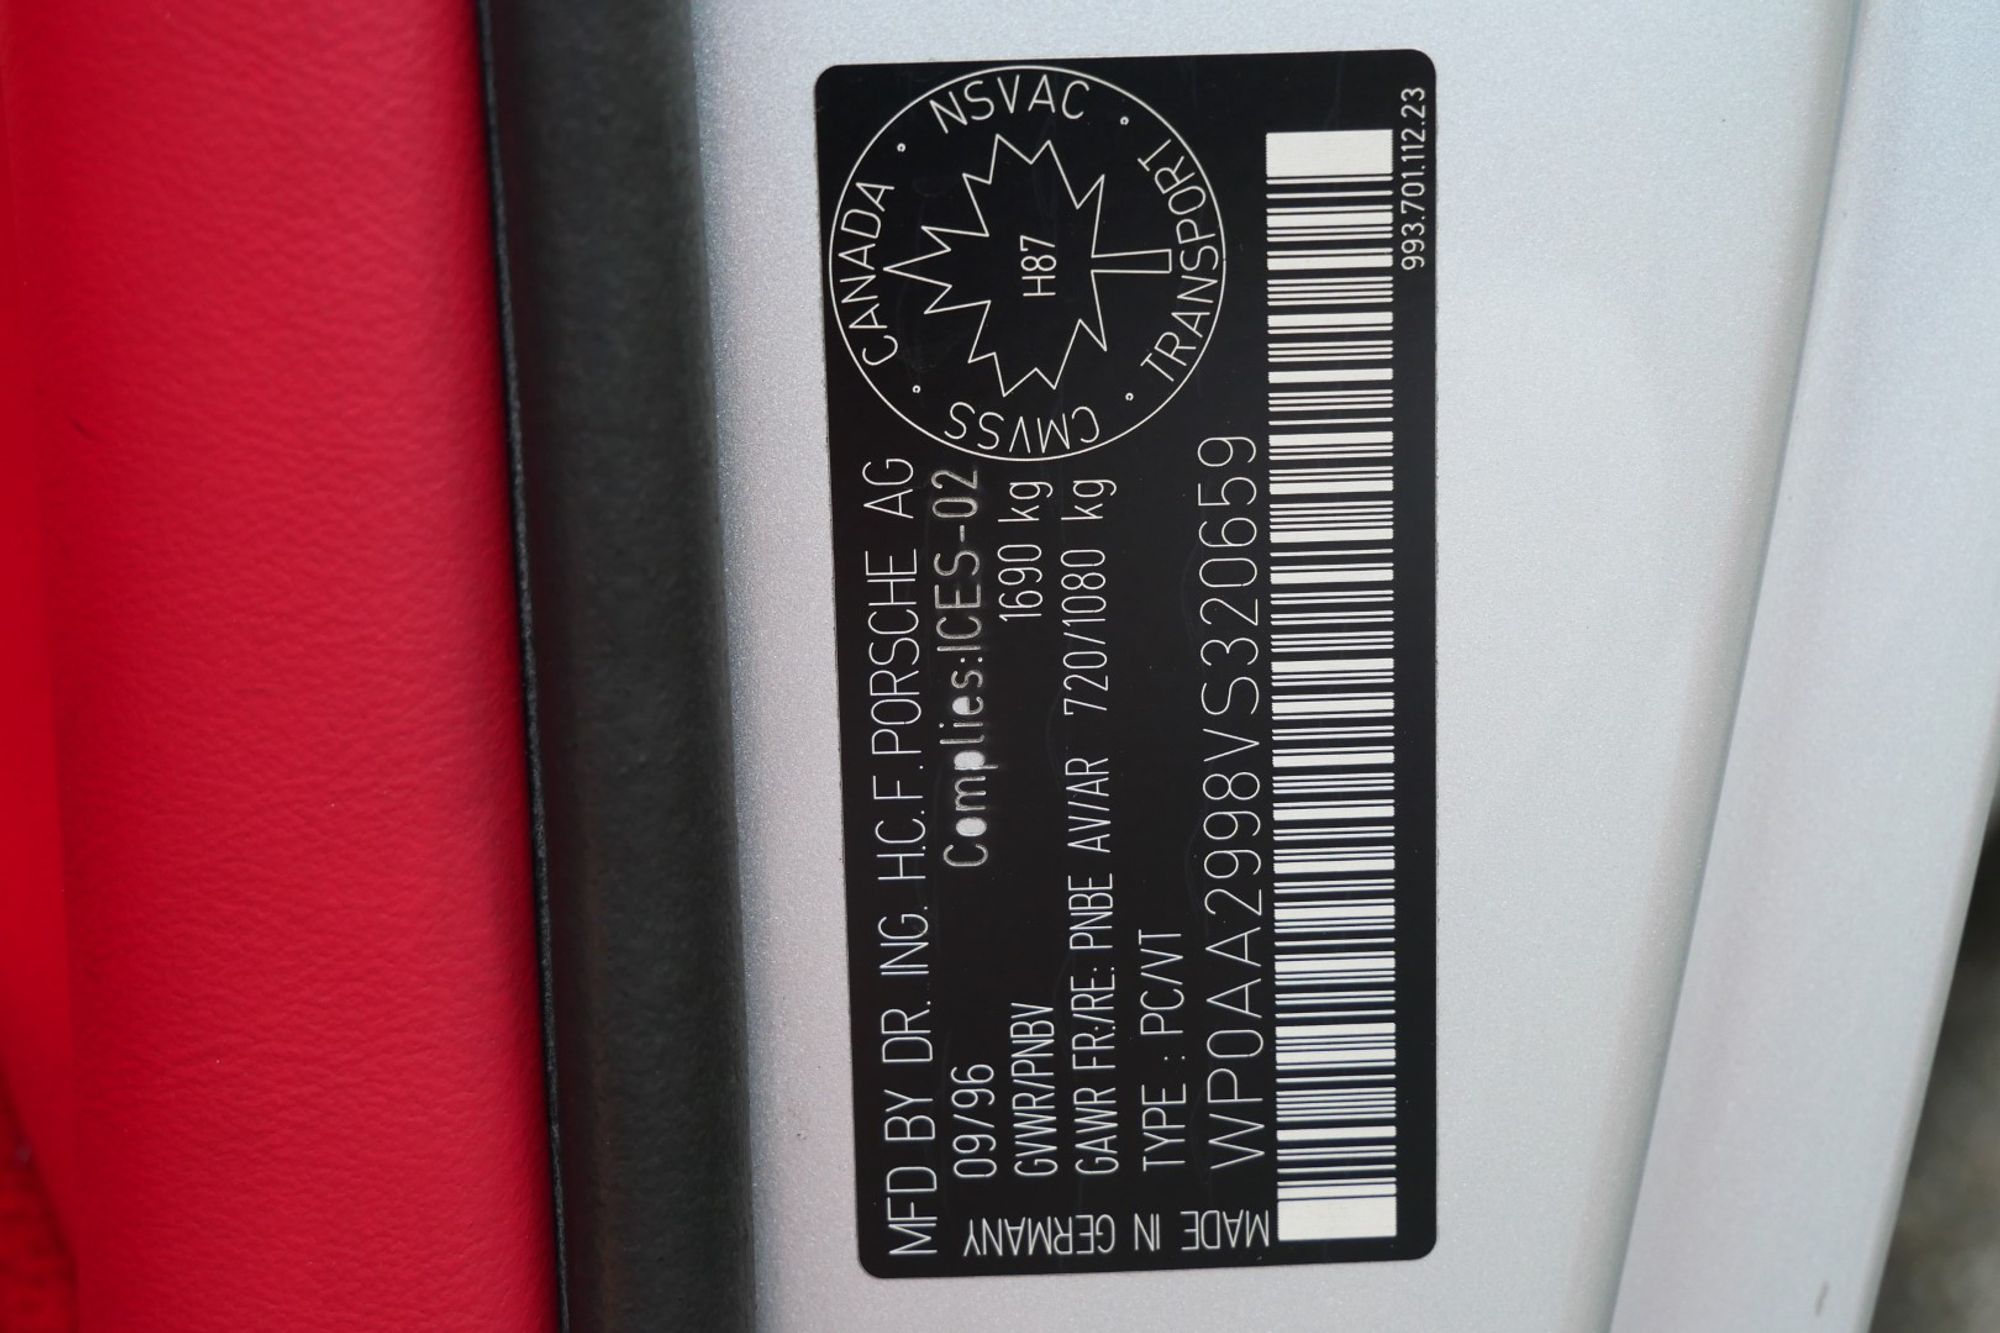 MFD BY DR. ING. H.C.F.PORSCHE AG
09/96 Complies:ICES-02
GVWR/PNBV 1690 kg
GAWR FR:/RE: PNBE AV/AR 720/1080 kg
TYPE : PC/VT
WP0AA2998VS320659
MADE IN GERMANY
CANADA · NSVAC · TRANSPORT · CMVSS ·
H87
993.701.112.23